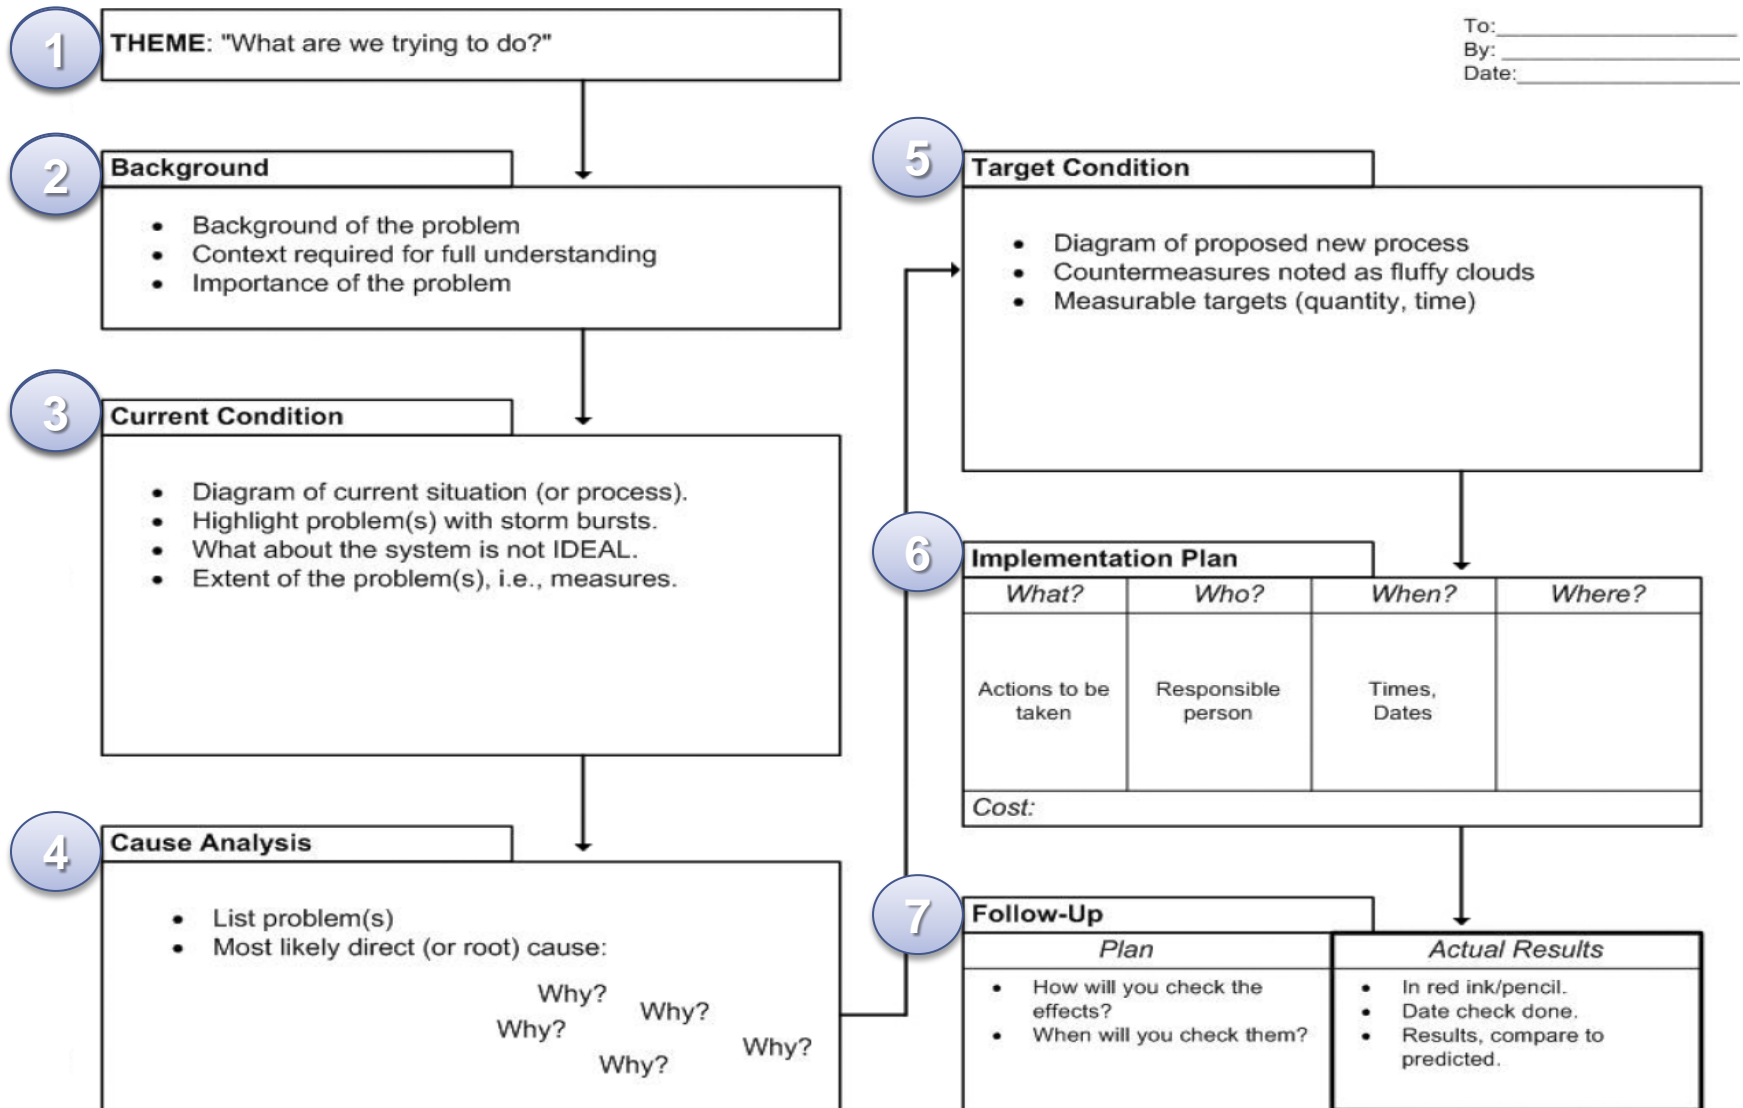 1
THEME: "What are we trying to do?"
To:
By:
Date:
2
Background
• Background of the problem
• Context required for full understanding
• Importance of the problem
3
Current Condition
• Diagram of current situation (or process).
• Highlight problem(s) with storm bursts.
• What about the system is not IDEAL.
• Extent of the problem(s), i.e., measures.
4
Cause Analysis
• List problem(s)
• Most likely direct (or root) cause:
Why?
Why?
Why?
Why?
Why?
5
Target Condition
• Diagram of proposed new process
• Countermeasures noted as fluffy clouds
• Measurable targets (quantity, time)
6
Implementation Plan
What? Who? When? Where?
Actions to be Responsible Times,
taken person Dates
Cost:
7
Follow-Up
Plan
• How will you check the
effects?
• When will you check them?
Actual Results
• In red ink/pencil.
• Date check done.
• Results, compare to
predicted.